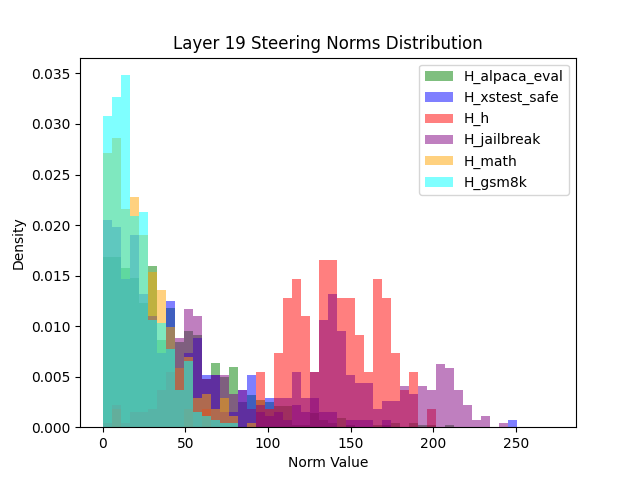 Layer 19 Steering Norms Distribution
0.035
0.030
0.025
0.020
0.015
0.010
0.005
0.000
Density
H_alpaca_eval
H_xstest_safe
H_h
H_jailbreak
H_math
H_gsm8k
0 50 100 150 200 250
Norm Value